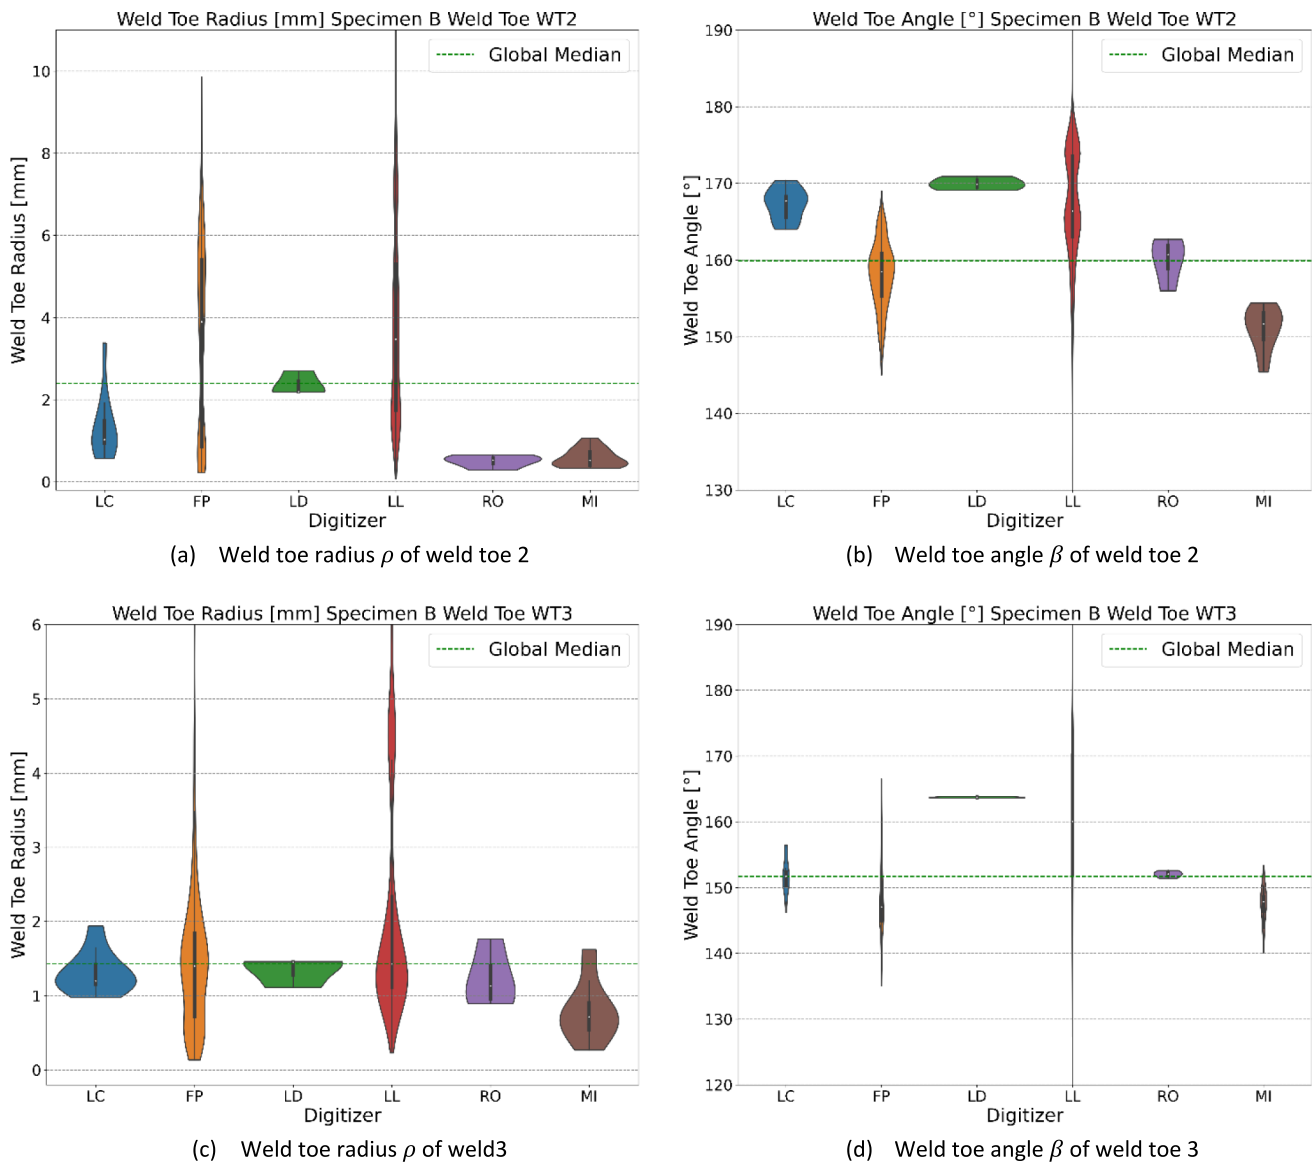 Weld Toe Radius [mm] Specimen B Weld Toe WT2
Global Median
Weld Toe Radius [mm]
10
8
6
4
2
0
LC FP LD LL RO MI
Digitizer
(a) Weld toe radius ρ of weld toe 2
Weld Toe Angle [°] Specimen B Weld Toe WT2
Global Median
Weld Toe Angle [°]
190
180
170
160
150
140
130
LC FP LD LL RO MI
Digitizer
(b) Weld toe angle β of weld toe 2
Weld Toe Radius [mm] Specimen B Weld Toe WT3
Global Median
Weld Toe Radius [mm]
6
5
4
3
2
1
0
LC FP LD LL RO MI
Digitizer
(c) Weld toe radius ρ of weld3
Weld Toe Angle [°] Specimen B Weld Toe WT3
Global Median
Weld Toe Angle [°]
190
180
170
160
150
140
130
120
LC FP LD LL RO MI
Digitizer
(d) Weld toe angle β of weld toe 3